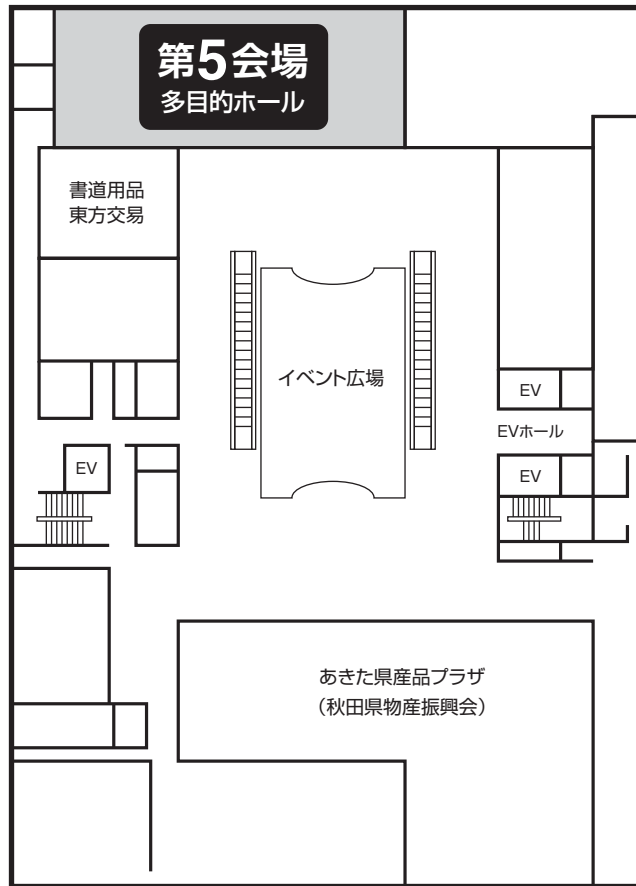 第5会場
多目的ホール
書道用品
東方交易
イベント広場
EV
EVホール
EV
EV
あきた県産品プラザ
（秋田県物産振興会）